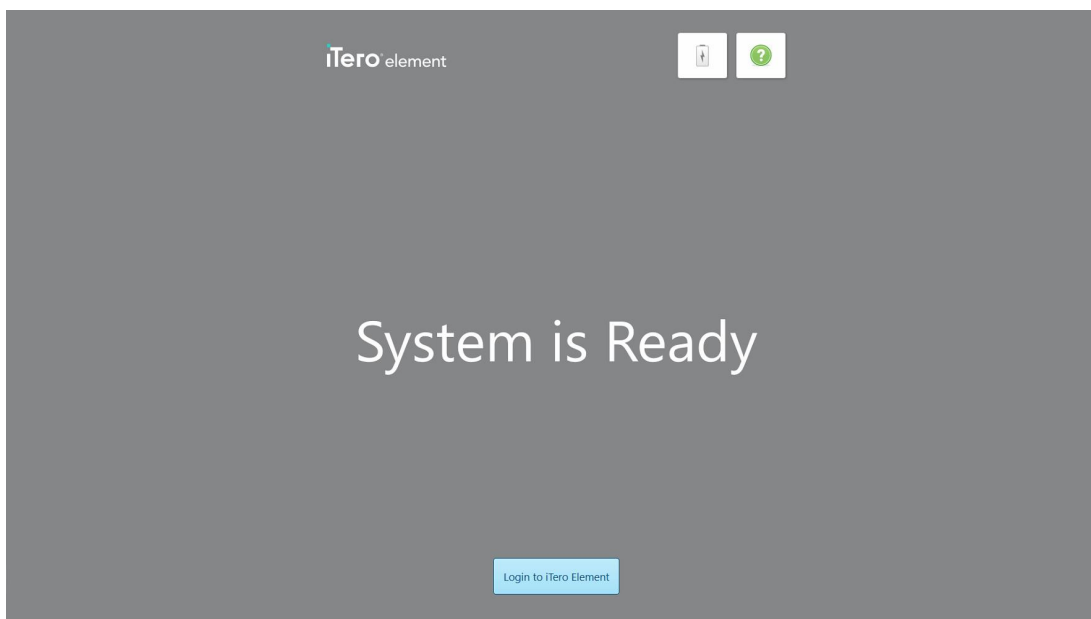 iTero element
?
System is Ready
Login to iTero Element